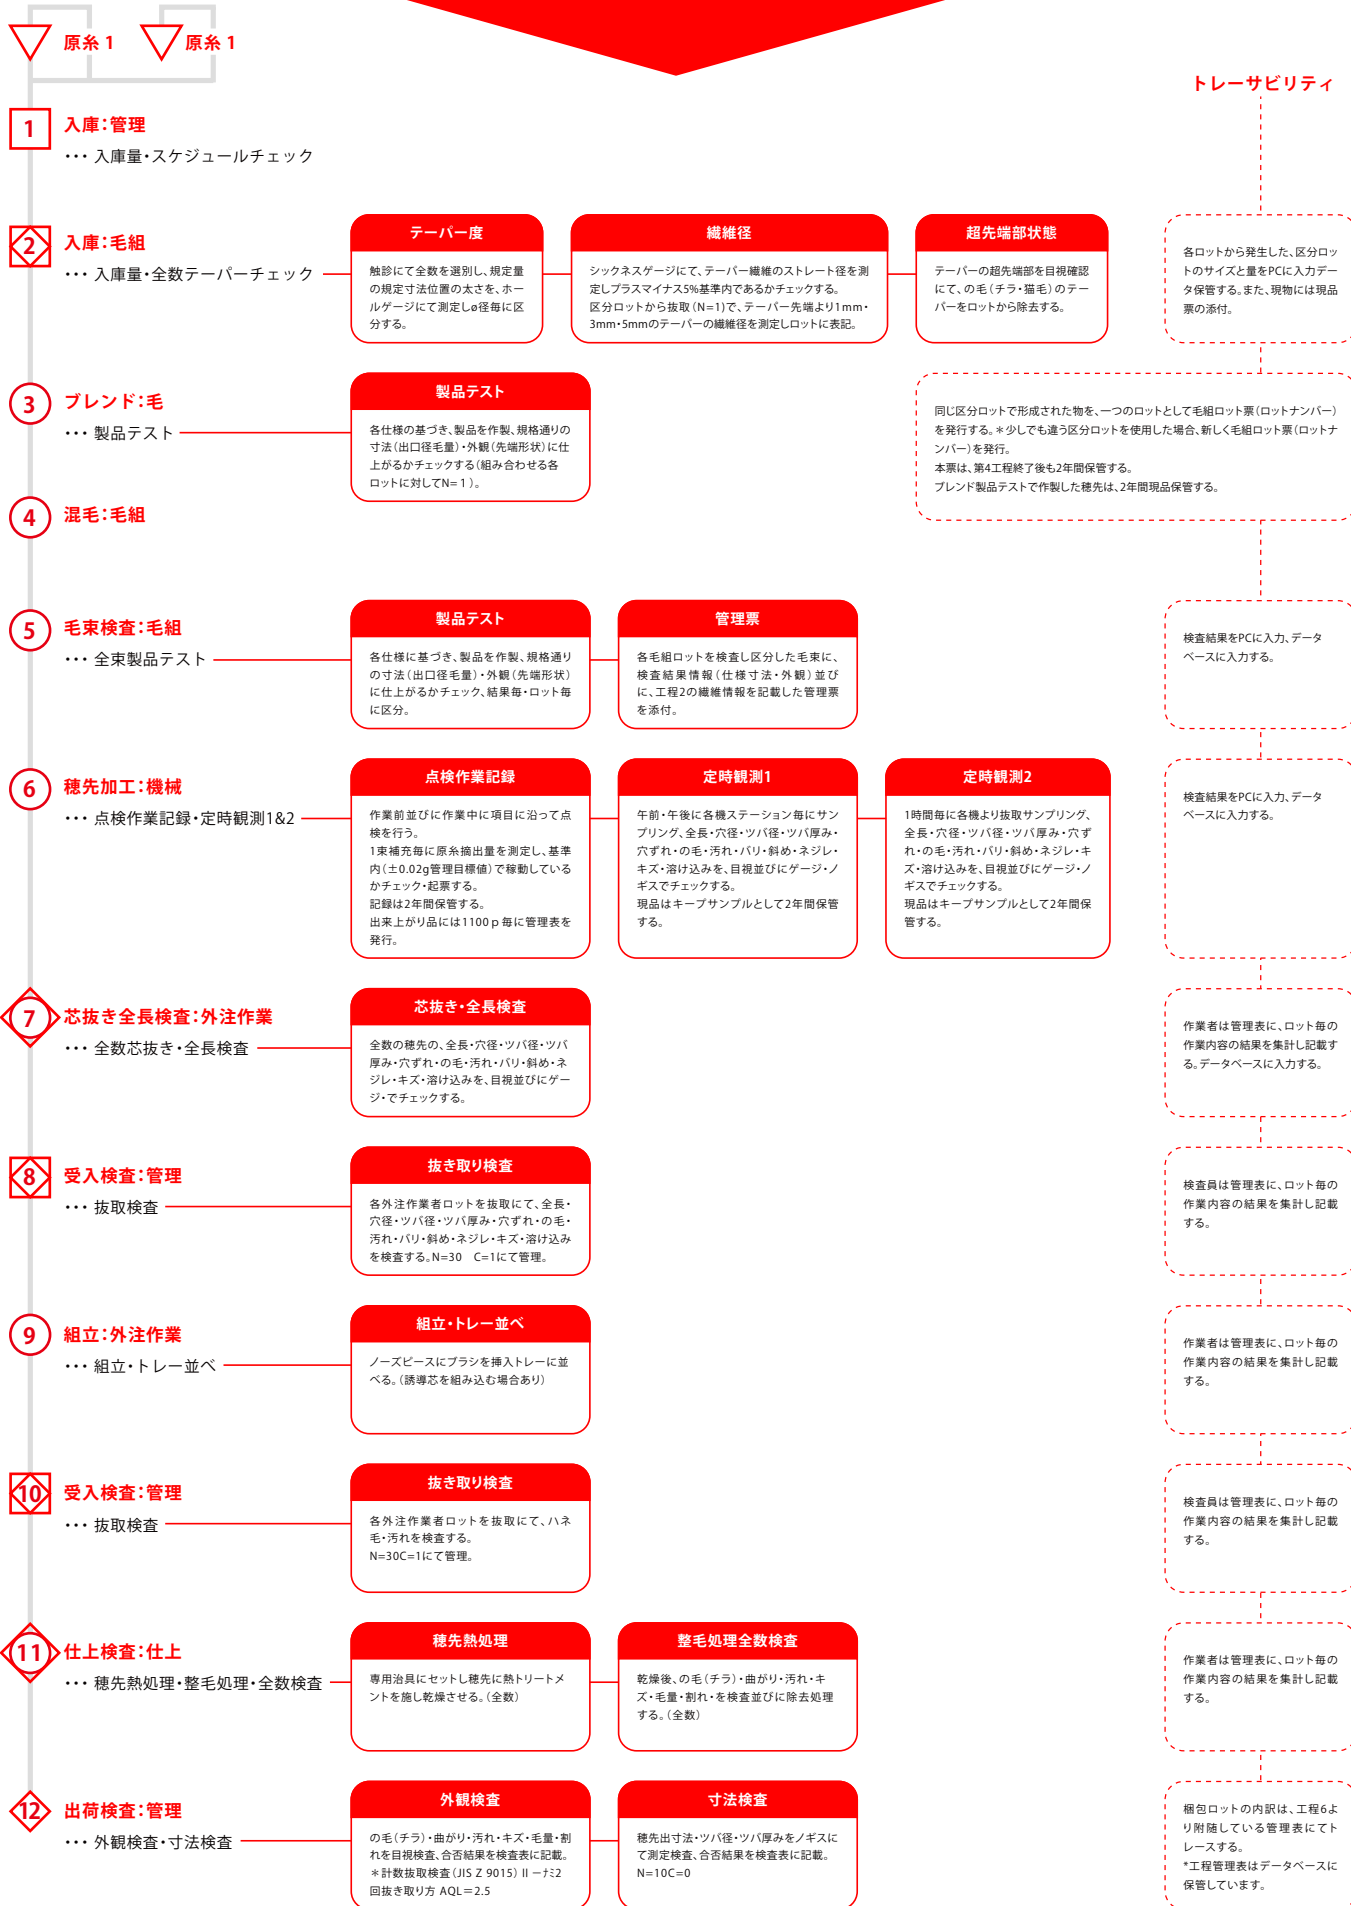 原糸 1
原糸 1
トレーサビリティ
1
入庫：管理
･･･ 入庫量・スケジュールチェック
2
入庫：毛組
･･･ 入庫量・全数テーパーチェック
テーパー度
触診にて全数を選別し、規定量
の規定寸法位置の太さを、ホー
ルゲージにて測定しø径毎に区
分する。
繊維径
シックネスゲージにて、テーパー繊維のストレート径を測
定しプラスマイナス5%基準内であるかチェックする。
区分ロットから抜取（N=1)で、テーパー先端より1mm・
3mm・5mmのテーパーの繊維径を測定しロットに表記。
超先端部状態
テーパーの超先端部を目視確認
にて、の毛（チラ・猫毛）のテー
パーをロットから除去する。
各ロットから発生した、区分ロッ
トのサイズと量をPCに入力デー
タ保管する。また、現物には現品
票の添付。
3
ブレンド：毛
･･･ 製品テスト
製品テスト
各仕様の基づき、製品を作製、規格通りの
寸法（出口径毛量）・外観（先端形状）に仕
上がるかチェックする（組み合わせる各
ロットに対してN=１）。
同じ区分ロットで形成された物を、一つのロットとして毛組ロット票（ロットナンバー）
を発行する。＊少しでも違う区分ロットを使用した場合、新しく毛組ロット票（ロットナ
ンバー）を発行。
本票は、第4工程終了後も2年間保管する。
ブレンド製品テストで作製した穂先は、2年間現品保管する。
4
混毛：毛組
5
毛束検査：毛組
･･･ 全束製品テスト
製品テスト
各仕様に基づき、製品を作製、規格通り
の寸法（出口径毛量）・外観（先端形状）
に仕上がるかチェック、結果毎・ロット毎
に区分。
管理票
各毛組ロットを検査し区分した毛束に、
検査結果情報（仕様寸法・外観）並び
に、工程2の繊維情報を記載した管理票
を添付。
検査結果をPCに入力、データ
ベースに入力する。
6
穂先加工：機械
･･･ 点検作業記録・定時観測1&2
点検作業記録
作業前並びに作業中に項目に沿って点
検を行う。
1束補充毎に原糸摘出量を測定し、基準
内（±0.02g管理目標値）で稼動している
かチェック・起票する。
記録は2年間保管する。
出来上がり品には1100ｐ毎に管理表を
発行。
定時観測1
午前・午後に各機ステーション毎にサン
プリング、全長・穴径・ツバ径・ツバ厚み・
穴ずれ・の毛・汚れ・バリ・斜め・ネジレ・
キズ・溶け込みを、目視並びにゲージ・ノ
ギスでチェックする。
現品はキープサンプルとして2年間保管
する。
定時観測2
1時間毎に各機より抜取サンプリング、
全長・穴径・ツバ径・ツバ厚み・穴ず
れ・の毛・汚れ・バリ・斜め・ネジレ・キ
ズ・溶け込みを、目視並びにゲージ・ノ
ギスでチェックする。
現品はキープサンプルとして2年間保
管する。
検査結果をPCに入力、データ
ベースに入力する。
7
芯抜き全長検査：外注作業
･･･ 全数芯抜き・全長検査
芯抜き・全長検査
全数の穂先の、全長・穴径・ツバ径・ツバ
厚み・穴ずれ・の毛・汚れ・バリ・斜め・ネ
ジレ・キズ・溶け込みを、目視並びにゲー
ジ・でチェックする。
作業者は管理表に、ロット毎の
作業内容の結果を集計し記載す
る。データベースに入力する。
8
受入検査：管理
･･･ 抜取検査
抜き取り検査
各外注作業者ロットを抜取にて、全長・
穴径・ツバ径・ツバ厚み・穴ずれ・の毛・
汚れ・バリ・斜め・ネジレ・キズ・溶け込み
を検査する。N=30　C=1にて管理。
検査員は管理表に、ロット毎の
作業内容の結果を集計し記載
する。
9
組立：外注作業
･･･ 組立・トレー並べ
組立・トレー並べ
ノーズピースにブラシを挿入トレーに並
べる。（誘導芯を組み込む場合あり）
作業者は管理表に、ロット毎の
作業内容の結果を集計し記載
する。
10
受入検査：管理
･･･ 抜取検査
抜き取り検査
各外注作業者ロットを抜取にて、ハネ
毛・汚れを検査する。
N=30C=1にて管理。
検査員は管理表に、ロット毎の
作業内容の結果を集計し記載
する。
11
仕上検査：仕上
･･･ 穂先熱処理・整毛処理・全数検査
穂先熱処理
専用治具にセットし穂先に熱トリートメ
ントを施し乾燥させる。（全数）
整毛処理全数検査
乾燥後、の毛（チラ）・曲がり・汚れ・キ
ズ・毛量・割れ・を検査並びに除去処理
する。（全数）
作業者は管理表に、ロット毎の
作業内容の結果を集計し記載
する。
12
出荷検査：管理
･･･ 外観検査・寸法検査
外観検査
の毛（チラ）・曲がり・汚れ・キズ・毛量・割
れを目視検査、合否結果を検査表に記載。
＊計数抜取検査（JIS Z 9015）Ⅱ－ナミ2
回抜き取り方 AQL＝2.5
寸法検査
穂先出寸法・ツバ径・ツバ厚みをノギスに
て測定検査、合否結果を検査表に記載。
N=10C=0
梱包ロットの内訳は、工程6よ
り附随している管理表にてト
レースする。
*工程管理表はデータベースに
保管しています。